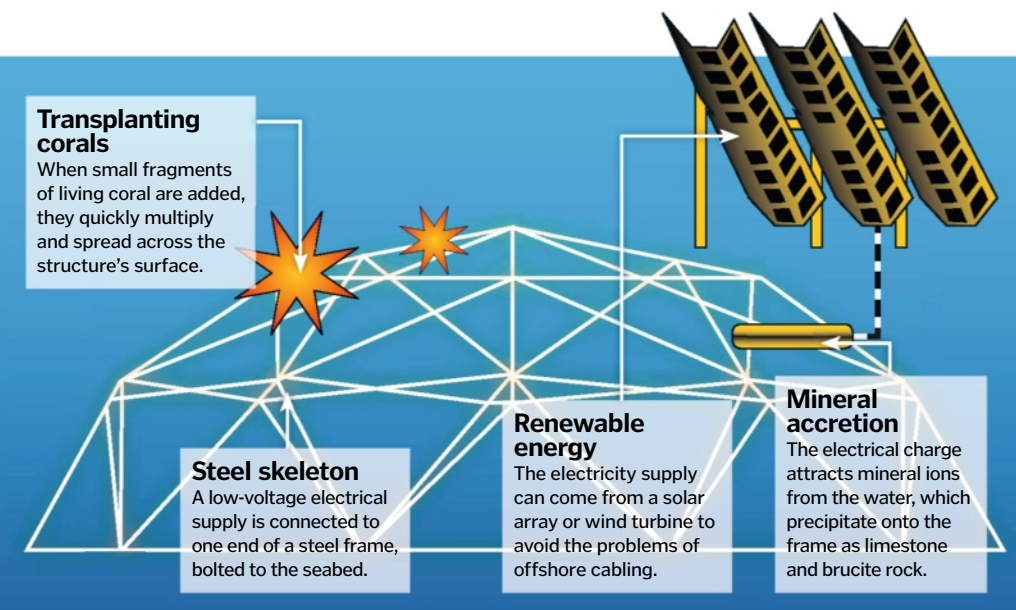 Transplanting
corals
When small fragments
of living coral are added,
they quickly multiply
and spread across the
structure's surface.
Steel skeleton
A low-voltage electrical
supply is connected to
one end of a steel frame,
bolted to the seabed.
Renewable
energy
The electricity supply
can come from a solar
array or wind turbine to
avoid the problems of
offshore cabling.
Mineral
accretion
The electrical charge
attracts mineral ions
from the water, which
precipitate onto the
frame as limestone
and brucite rock.